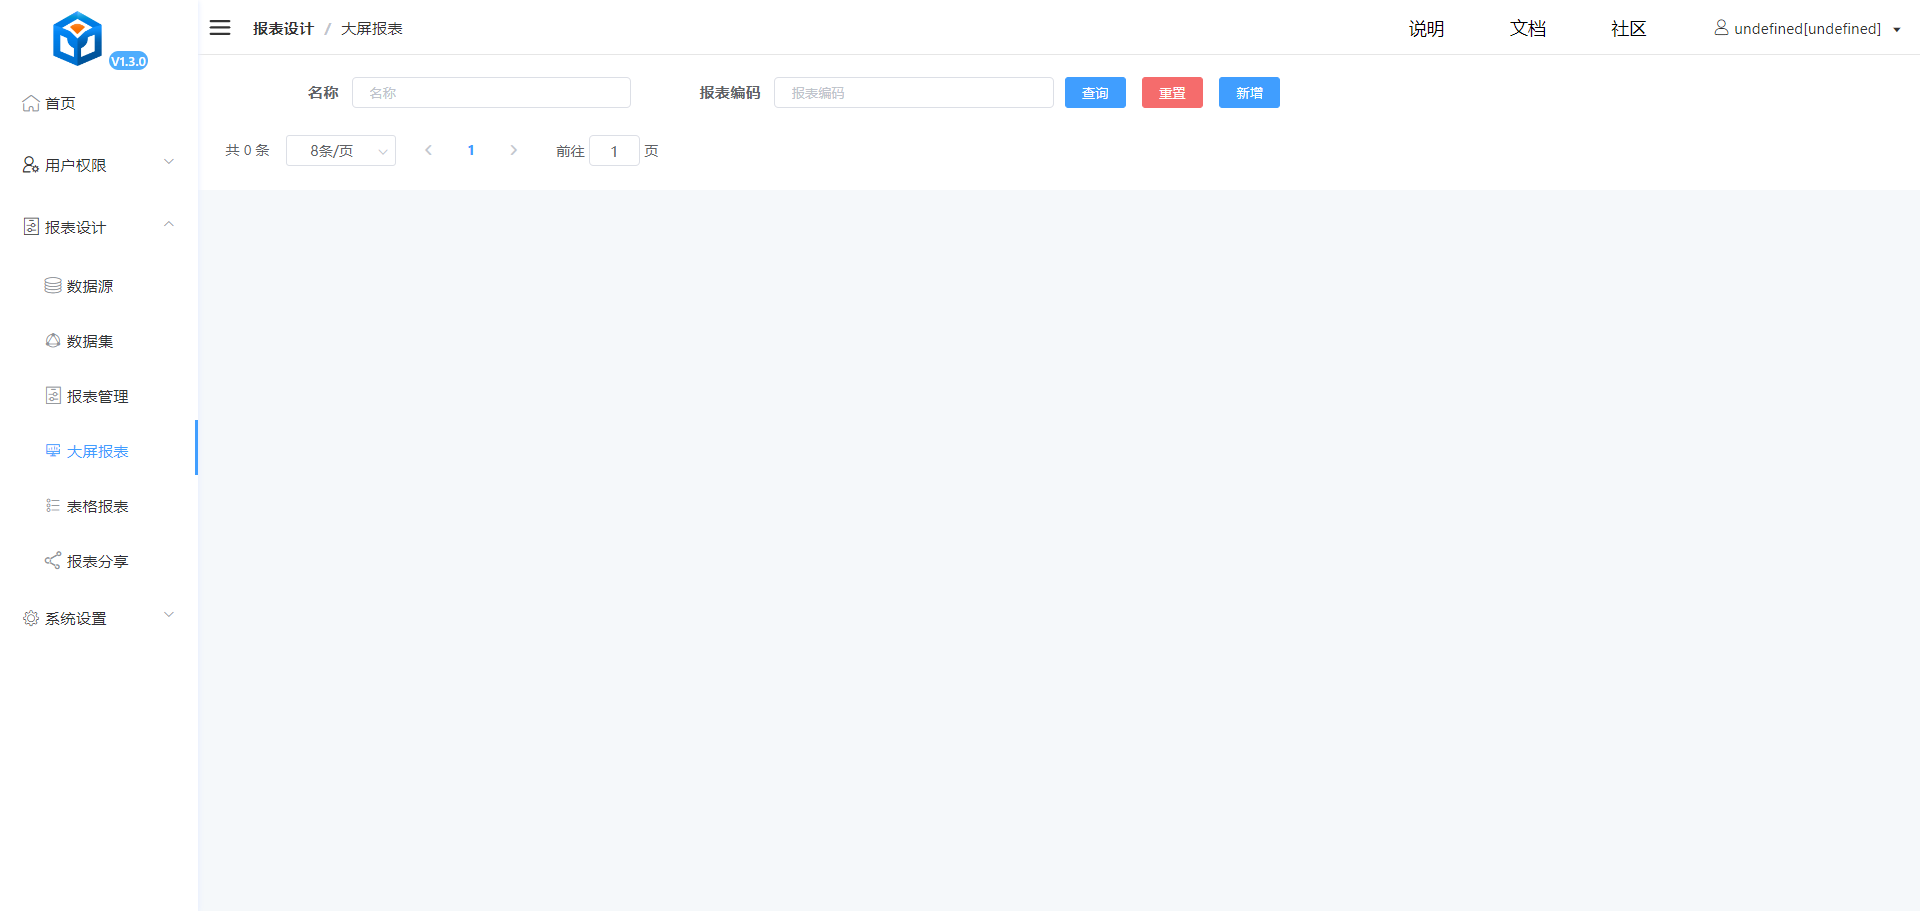 V1.3.0
首页
用户权限
报表设计
数据源
数据集
报表管理
大屏报表
表格报表
报表分享
系统设置
报表设计 / 大屏报表
说明 文档 社区 undefined[undefined]
名称 名称 报表编码 报表编码 查询 重置 新增
共 0 条 8条/页 1 前往 1 页